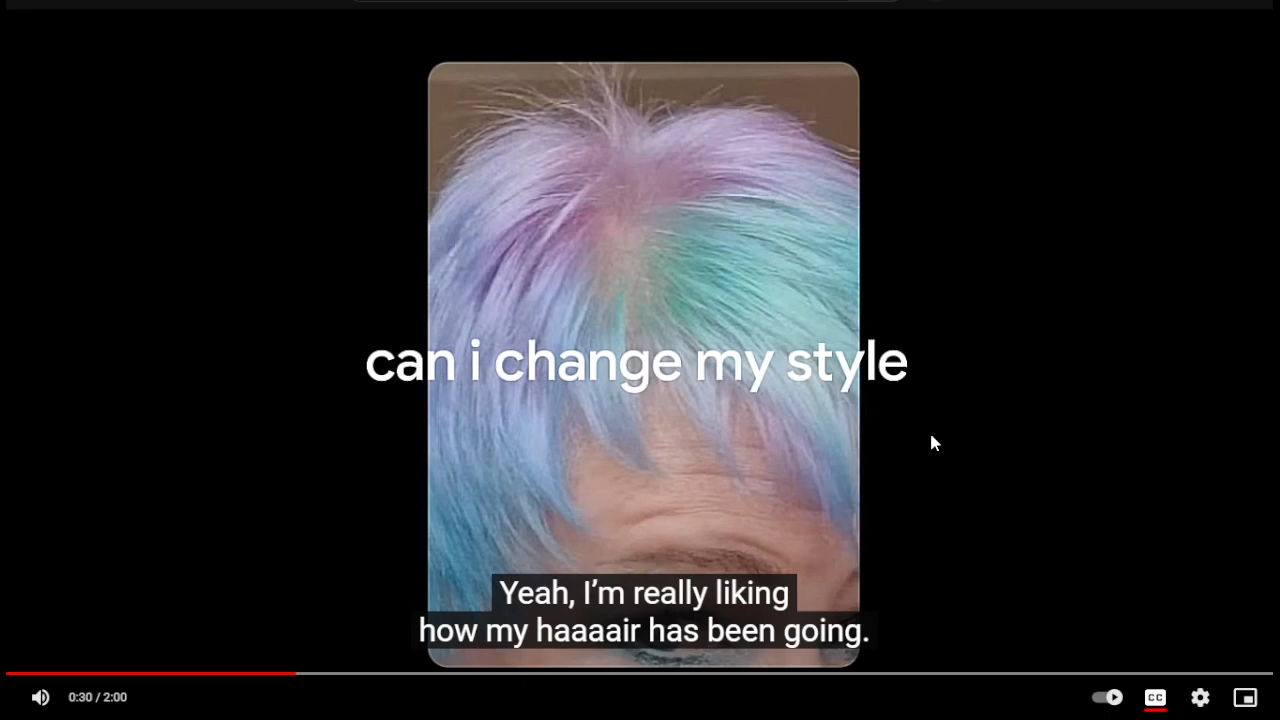 can i change my style
Yeah, I’m really liking
how my haaaair has been going.
0:30 / 2:00
CC